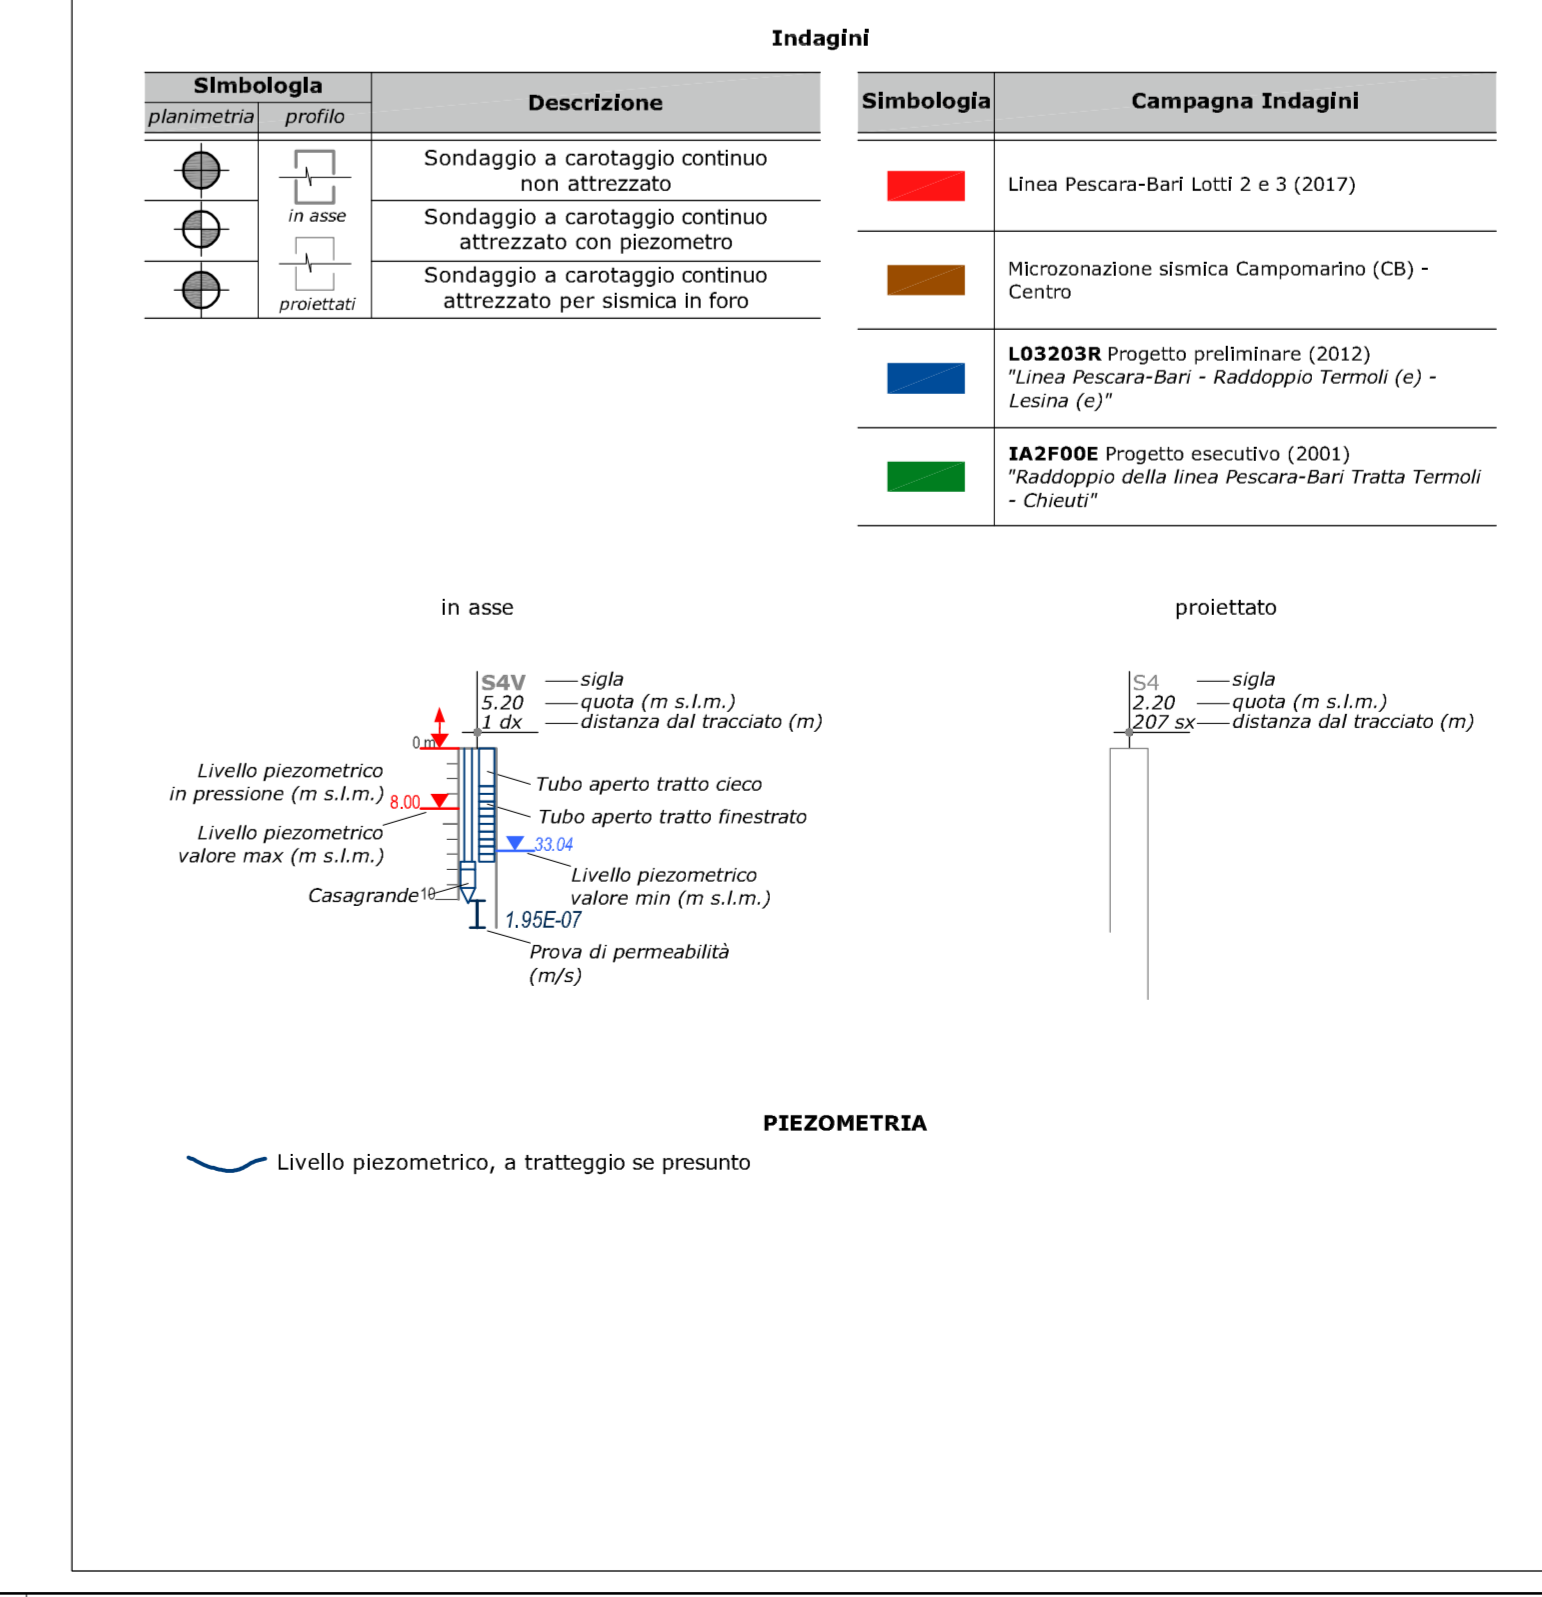 Indagini
Simbologia
planimetria profilo
Descrizione
Sondaggio a carotaggio continuo
non attrezzato
in asse
Sondaggio a carotaggio continuo
attrezzato con piezometro
proiettati
Sondaggio a carotaggio continuo
attrezzato per sismica in foro
Simbologia Campagna Indagini
Linea Pescara-Bari Lotti 2 e 3 (2017)
Microzonazione sismica Campomarino (CB) -
Centro
L03203R Progetto preliminare (2012)
"Linea Pescara-Bari - Raddoppio Termoli (e) -
Lesina (e)"
IA2F00E Progetto esecutivo (2001)
"Raddoppio della linea Pescara-Bari Tratta Termoli
- Chieuti"
in asse
S4V sigla
5.20 quota (m s.l.m.)
1 dx distanza dal tracciato (m)
0 m
Livello piezometrico
in pressione (m s.l.m.)
8.00
Livello piezometrico
valore max (m s.l.m.)
Casagrande
10
Tubo aperto tratto cieco
Tubo aperto tratto finestrato
33.04
Livello piezometrico
valore min (m s.l.m.)
1.95E-07
Prova di permeabilità
(m/s)
proiettato
S4 sigla
2.20 quota (m s.l.m.)
207 sx distanza dal tracciato (m)
PIEZOMETRIA
Livello piezometrico, a tratteggio se presunto